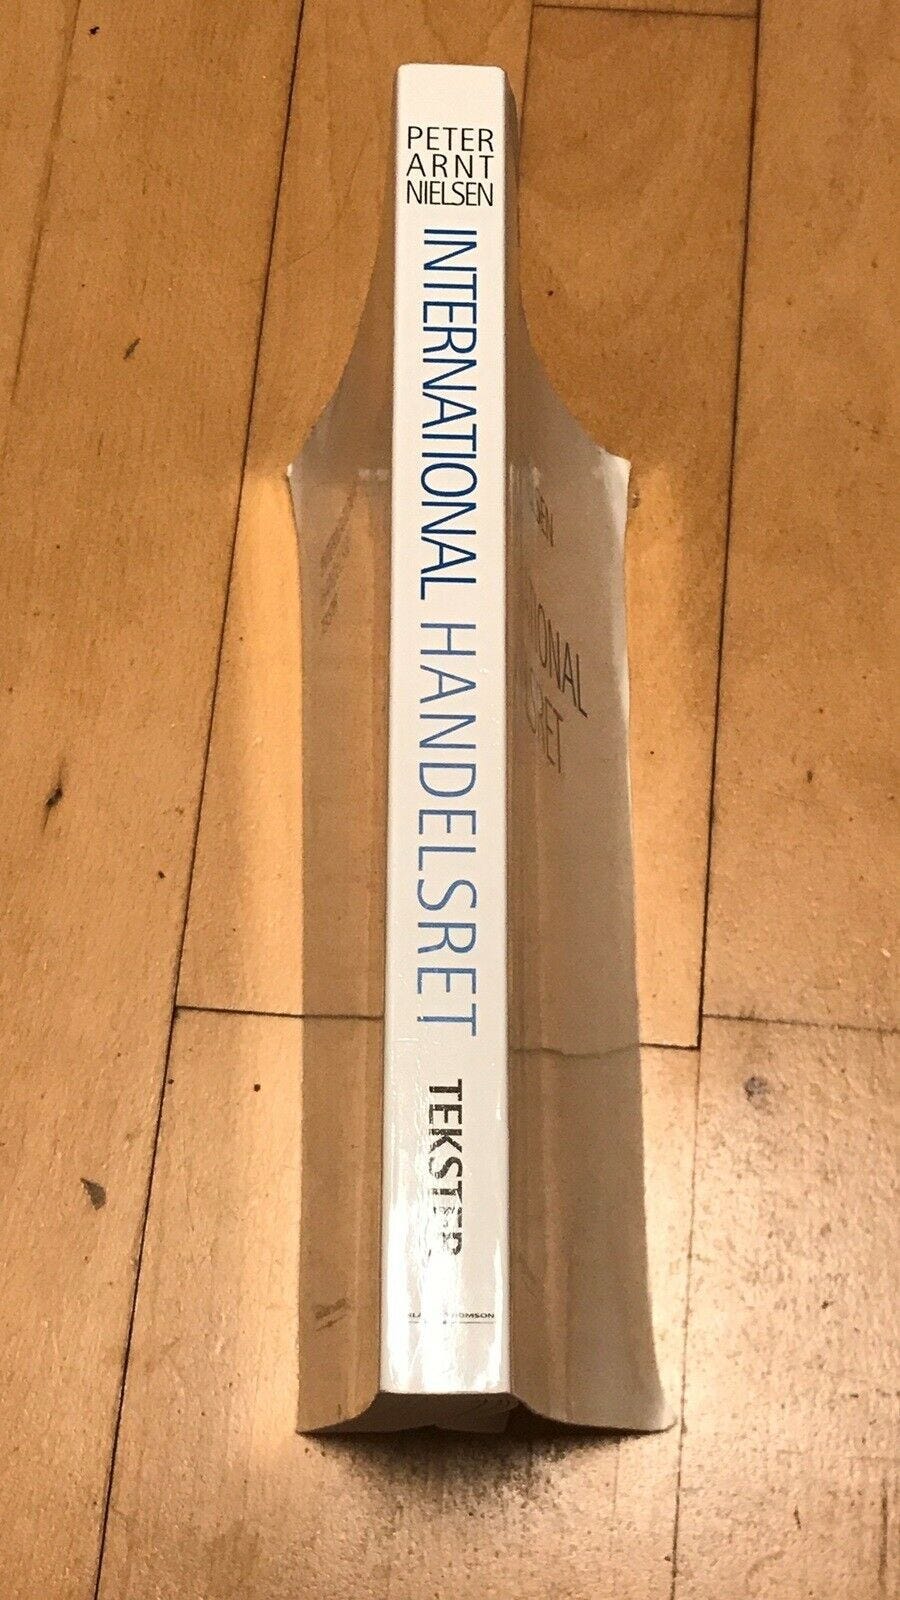 PETER
ARNT
NIELSEN
INTERNATIONAL HANDELSRET
TEKSTER